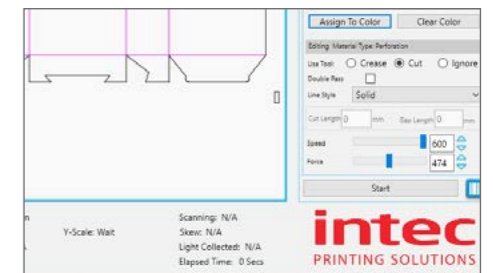 Assign To Color Clear Color
Editing Material Type: Perforation
Use Tool: Crease Cut Ignore
Double Pass
Line Style Solid
Cut Length 0 mm Gap Length 0 mm
Speed 600
Force 474
Start
Scanning: N/A
Y-Scale: Wait Skew: N/A
Light Collected: N/A
Elapsed Time: 0 Secs
intec
PRINTING SOLUTIONS